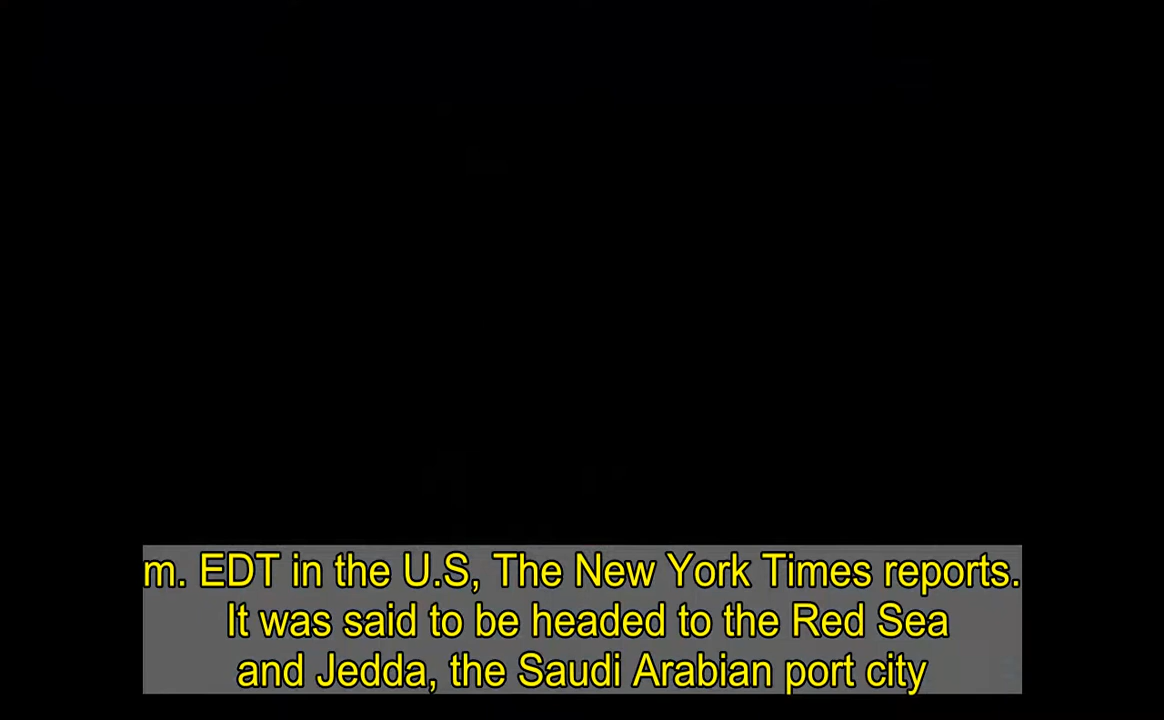 m. EDT in the U.S, The New York Times reports.
It was said to be headed to the Red Sea
and Jedda, the Saudi Arabian port city